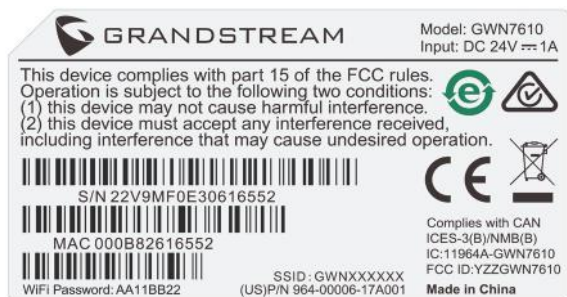 GRANDSTREAM
Model: GWN7610
Input: DC 24V ⎓ 1A
This device complies with part 15 of the FCC rules.
Operation is subject to the following two conditions:
(1) this device may not cause harmful interference.
(2) this device must accept any interference received,
including interference that may cause undesired operation.
e
CE
S/N 22V9MF0E30616552
MAC 000B82616552
WiFi Password: AA11BB22
SSID : GWNXXXXXX
(US)P/N 964-00006-17A001
Complies with CAN
ICES-3(B)/NMB(B)
IC:11964A-GWN7610
FCC ID:YZZGWN7610
Made in China